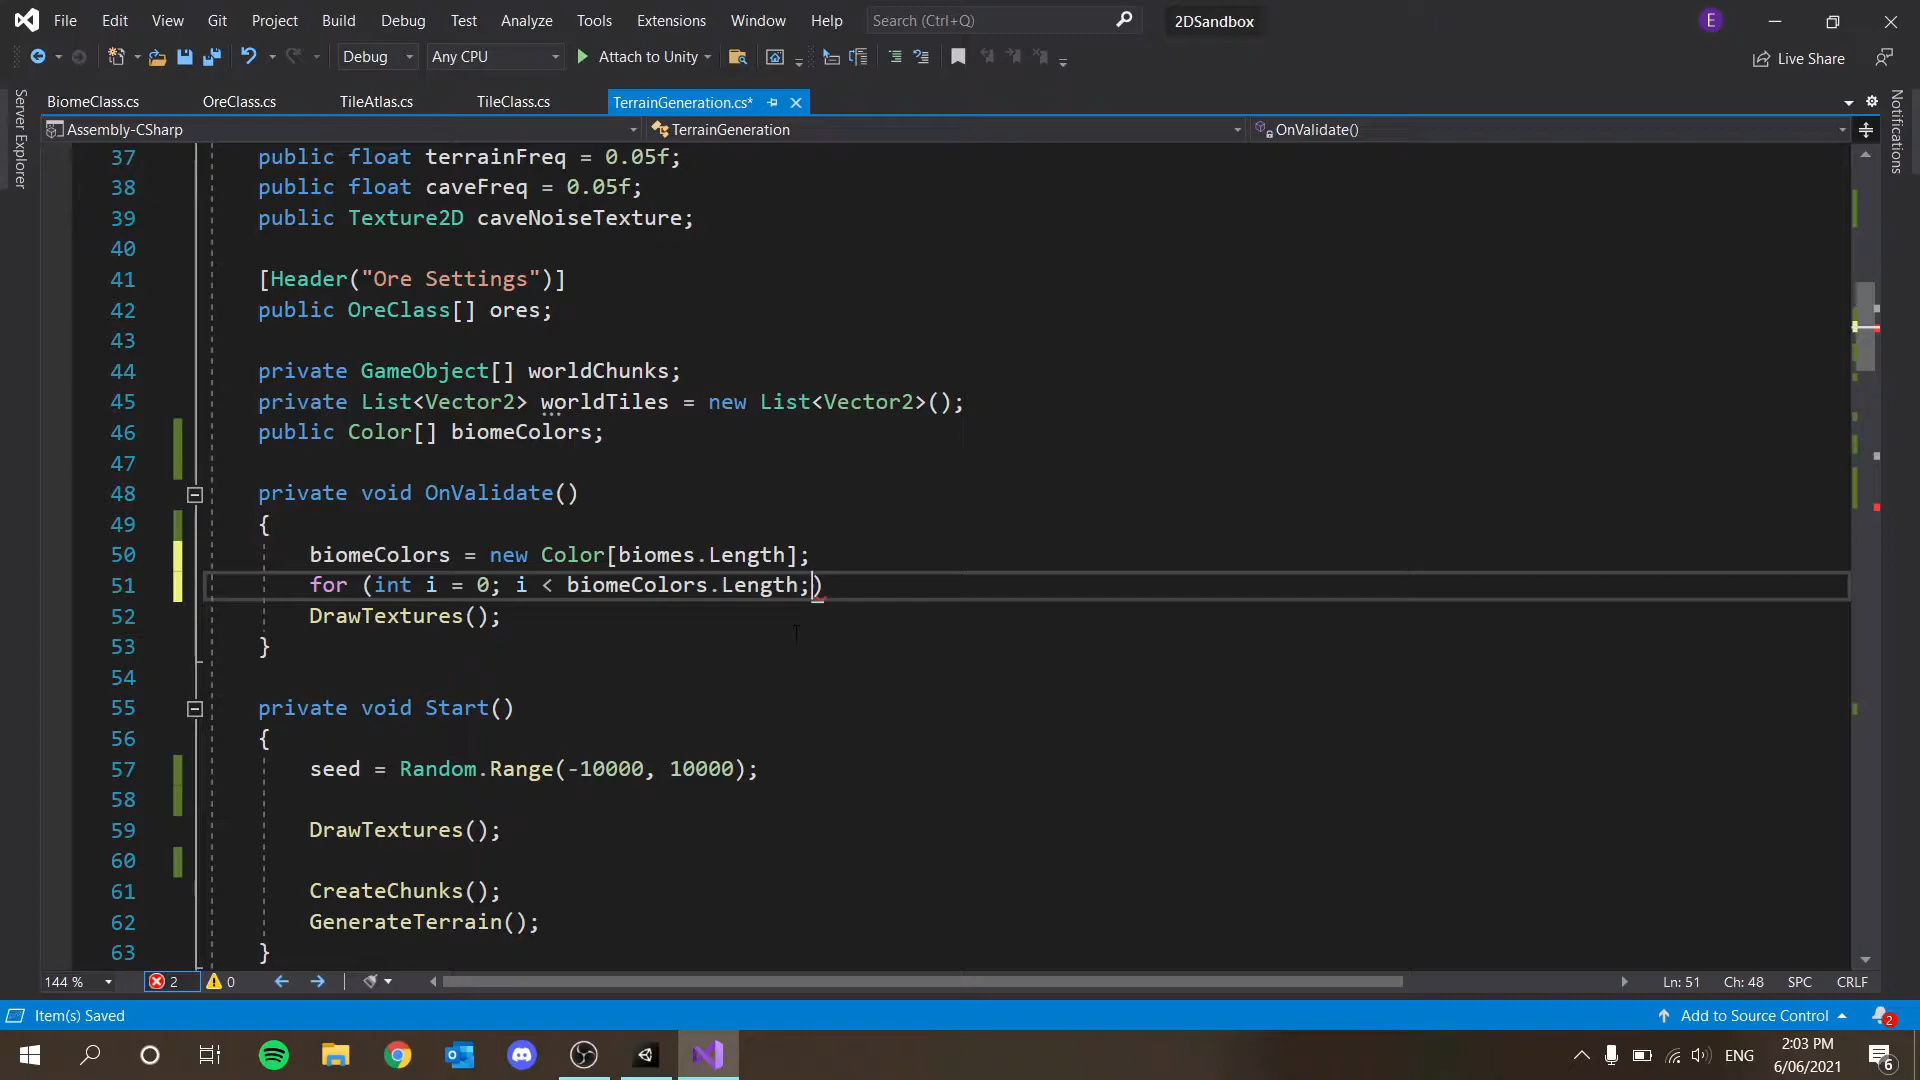 File Edit View Git Project Build Debug Test Analyze Tools Extensions Window Help Search (Ctrl+Q) 2DSandbox E
Debug Any CPU Attach to Unity Live Share
Server Explorer
Notifications
BiomeClass.cs OreClass.cs TileAtlas.cs TileClass.cs TerrainGeneration.cs*
Assembly-CSharp TerrainGeneration OnValidate()
37 public float terrainFreq = 0.05f;
38 public float caveFreq = 0.05f;
39 public Texture2D caveNoiseTexture;
40
41 [Header("Ore Settings")]
42 public OreClass[] ores;
43
44 private GameObject[] worldChunks;
45 private List<Vector2> worldTiles = new List<Vector2>();
46 public Color[] biomeColors;
47
48 private void OnValidate()
49 {
50 biomeColors = new Color[biomes.Length];
51 for (int i = 0; i < biomeColors.Length;)
52 DrawTextures();
53 }
54
55 private void Start()
56 {
57 seed = Random.Range(-10000, 10000);
58
59 DrawTextures();
60
61 CreateChunks();
62 GenerateTerrain();
63 }
144 % 2 0 Ln: 51 Ch: 48 SPC CRLF
Item(s) Saved Add to Source Control 2
ENG 2:03 PM 6
6/06/2021